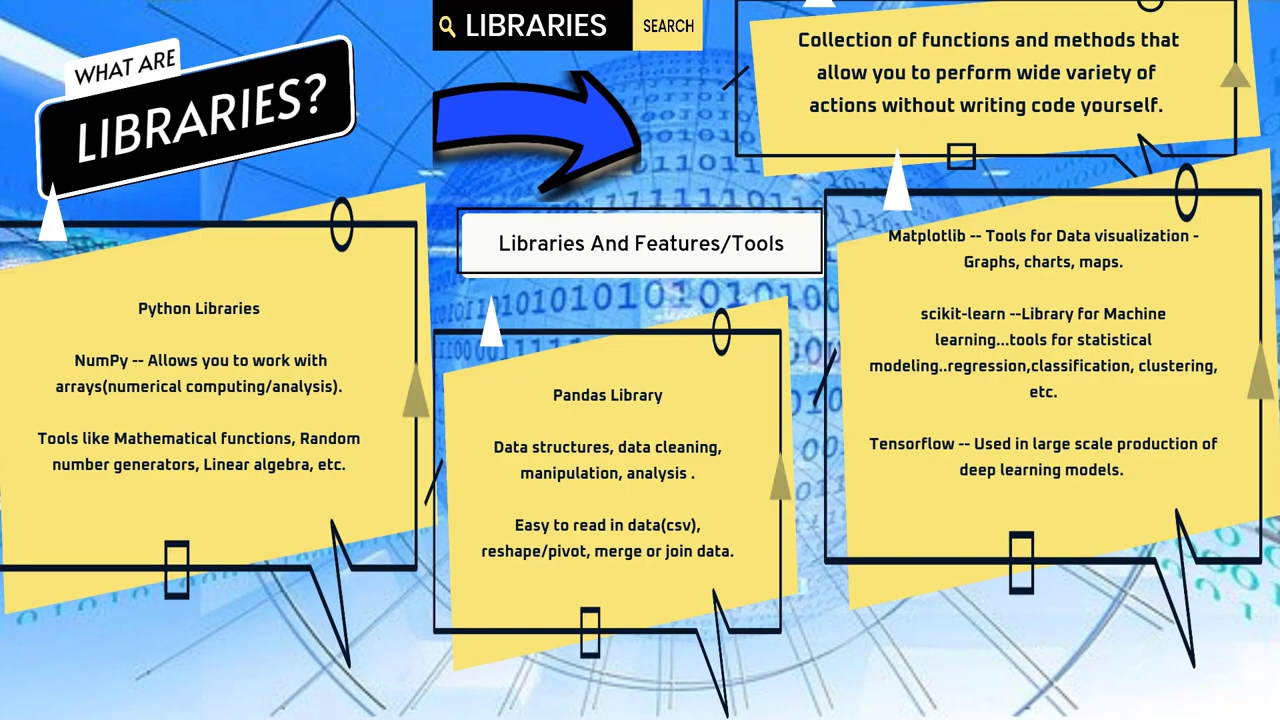 WHAT ARE
LIBRARIES?
LIBRARIES
SEARCH
Collection of functions and methods that
allow you to perform wide variety of
actions without writing code yourself.
Libraries And Features/Tools
Python Libraries
NumPy -- Allows you to work with
arrays(numerical computing/analysis).
Tools like Mathematical functions, Random
number generators, Linear algebra, etc.
Pandas Library
Data structures, data cleaning,
manipulation, analysis .
Easy to read in data(csv),
reshape/pivot, merge or join data.
Matplotlib -- Tools for Data visualization -
Graphs, charts, maps.
scikit-learn --Library for Machine
learning...tools for statistical
modeling..regression,classification, clustering,
etc.
Tensorflow -- Used in large scale production of
deep learning models.